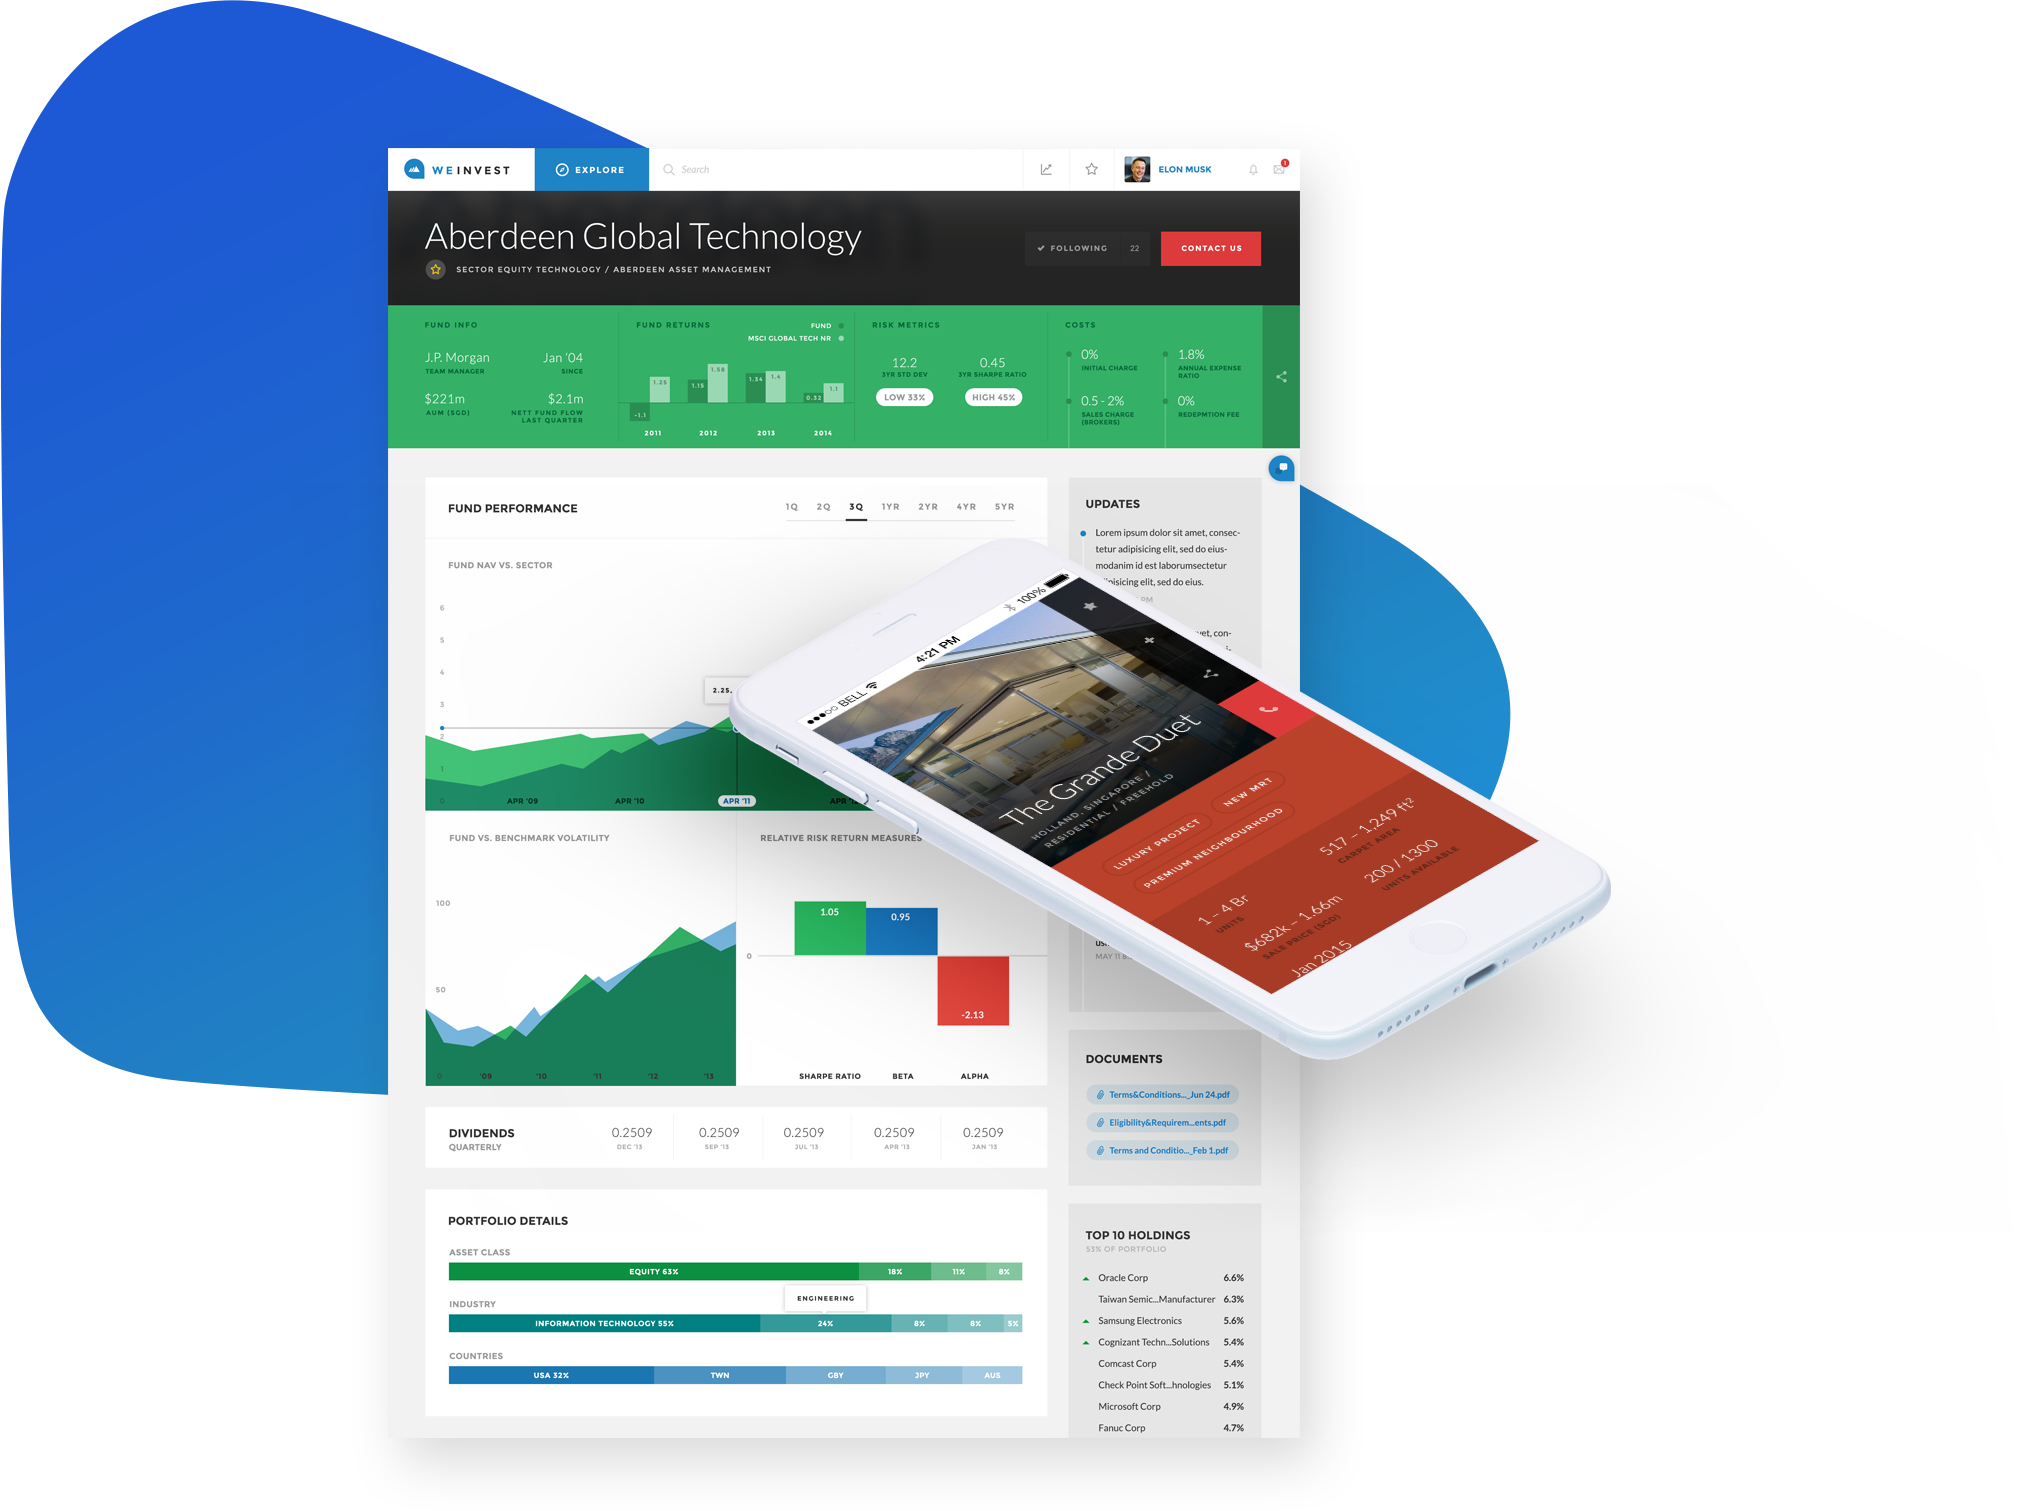 WEINVEST
EXPLORE
Search
ELON MUSK
1
Aberdeen Global Technology
SECTOR EQUITY TECHNOLOGY / ABERDEEN ASSET MANAGEMENT
FOLLOWING 22
CONTACT US
FUND INFO
J.P. Morgan
TEAM MANAGER
Jan '04
SINCE
$221m
AUM (SGD)
$2.1m
NETT FUND FLOW
LAST QUARTER
FUND RETURNS
FUND
MSCI GLOBAL TECH NR
-1.1 1.25 1.15 1.58 1.34 1.4 0.32 1.1
2011 2012 2013 2014
RISK METRICS
12.2
3YR STD DEV
LOW 33%
0.45
3YR SHARPE RATIO
HIGH 45%
COSTS
0%
INITIAL CHARGE
1.8%
ANNUAL EXPENSE
RATIO
0.5 - 2%
SALES CHARGE
(BROKERS)
0%
REDEPMTION FEE
FUND PERFORMANCE
1Q 2Q 3Q 1YR 2YR 4YR 5YR
FUND NAV VS. SECTOR
6
5
4
3
2
1
0
2.25,
APR '09 APR '10 APR '11
FUND VS. BENCHMARK VOLATILITY
100
50
0 '09 '10 '11 '12 '13
RELATIVE RISK RETURN MEASURES
0
1.05 0.95 -2.13
SHARPE RATIO BETA ALPHA
DIVIDENDS
QUARTERLY
0.2509 0.2509 0.2509 0.2509 0.2509
DEC '13 SEP '13 JUL '13 APR '13 JAN '13
PORTFOLIO DETAILS
ASSET CLASS
EQUITY 63% 18% 11% 8%
INDUSTRY
ENGINEERING
INFORMATION TECHNOLOGY 55% 24% 8% 8% 5%
COUNTRIES
USA 32% TWN GBY JPY AUS
UPDATES
Lorem ipsum dolor sit amet, consec-
tetur adipisicing elit, sed do eius-
modanim id est laborumsectetur
elit, sed do eius.
PM
MAY 11
DOCUMENTS
Terms&Conditions..._Jun 24.pdf
Eligibility&Requirem...ents.pdf
Terms and Conditio..._Feb 1.pdf
TOP 10 HOLDINGS
53% OF PORTFOLIO
Oracle Corp 6.6%
Taiwan Semic...Manufacturer 6.3%
Samsung Electronics 5.6%
Cognizant Techn...Solutions 5.4%
Comcast Corp 5.4%
Check Point Soft...hnologies 5.1%
Microsoft Corp 4.9%
Fanuc Corp 4.7%
BELL
4:21 PM
100%
The Grande Duet
HOLLAND, SINGAPORE /
RESIDENTIAL / FREEHOLD
LUXURY PROJECT
NEW MRT
PREMIUM NEIGHBOURHOOD
1 – 4 Br
UNITS
517 – 1,249 ft²
CARPET AREA
$682k – 1,66m
SALE PRICE (SGD)
200 / 1300
UNITS AVAILABLE
Jan 2015